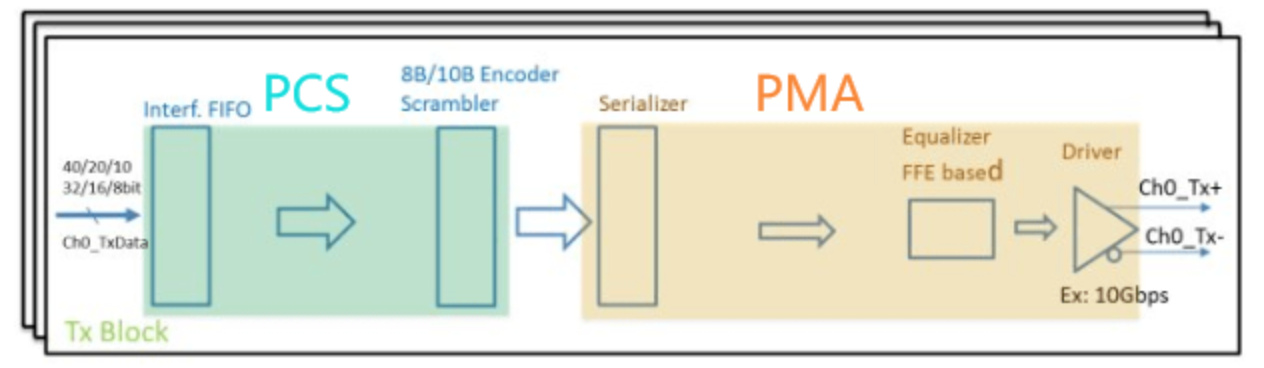 PCS
8B/10B Encoder
Scrambler
Interf. FIFO
PMA
Serializer
Equalizer
FFE based
Driver
40/20/10
32/16/8bit
Ch0_TxData
Ch0_Tx+
Ch0_Tx-
Ex: 10Gbps
Tx Block